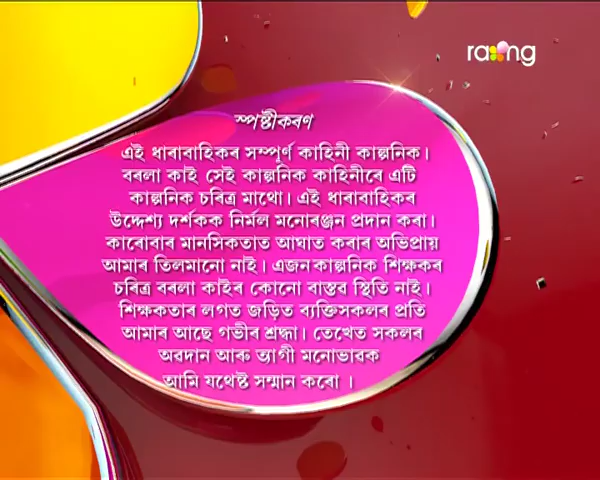 rang
স্পষ্টীকৰণ
এই ধাৰাবাহিকৰ সম্পূৰ্ণ কাহিনী কাল্পনিক।
বৰলা কাই সেই কাল্পনিক কাহিনীৰে এটি
কাল্পনিক চৰিত্ৰ মাথো। এই ধাৰাবাহিকৰ
উদ্দেশ্য দৰ্শকক নিৰ্মল মনোৰঞ্জন প্ৰদান কৰা।
কাৰোবাৰ মানসিকতাত আঘাত কৰাৰ অভিপ্ৰায়
আমাৰ তিলমানো নাই। এজন কাল্পনিক শিক্ষকৰ
চৰিত্ৰ বৰলা কাইৰ কোনো বাস্তৱ স্থিতি নাই।
শিক্ষকতাৰ লগত জড়িত ব্যক্তিসকলৰ প্ৰতি
আমাৰ আছে গভীৰ শ্ৰদ্ধা। তেখেত সকলৰ
অৱদান আৰু ত্যাগী মনোভাৱক
আমি যথেষ্ট সন্মান কৰো ।